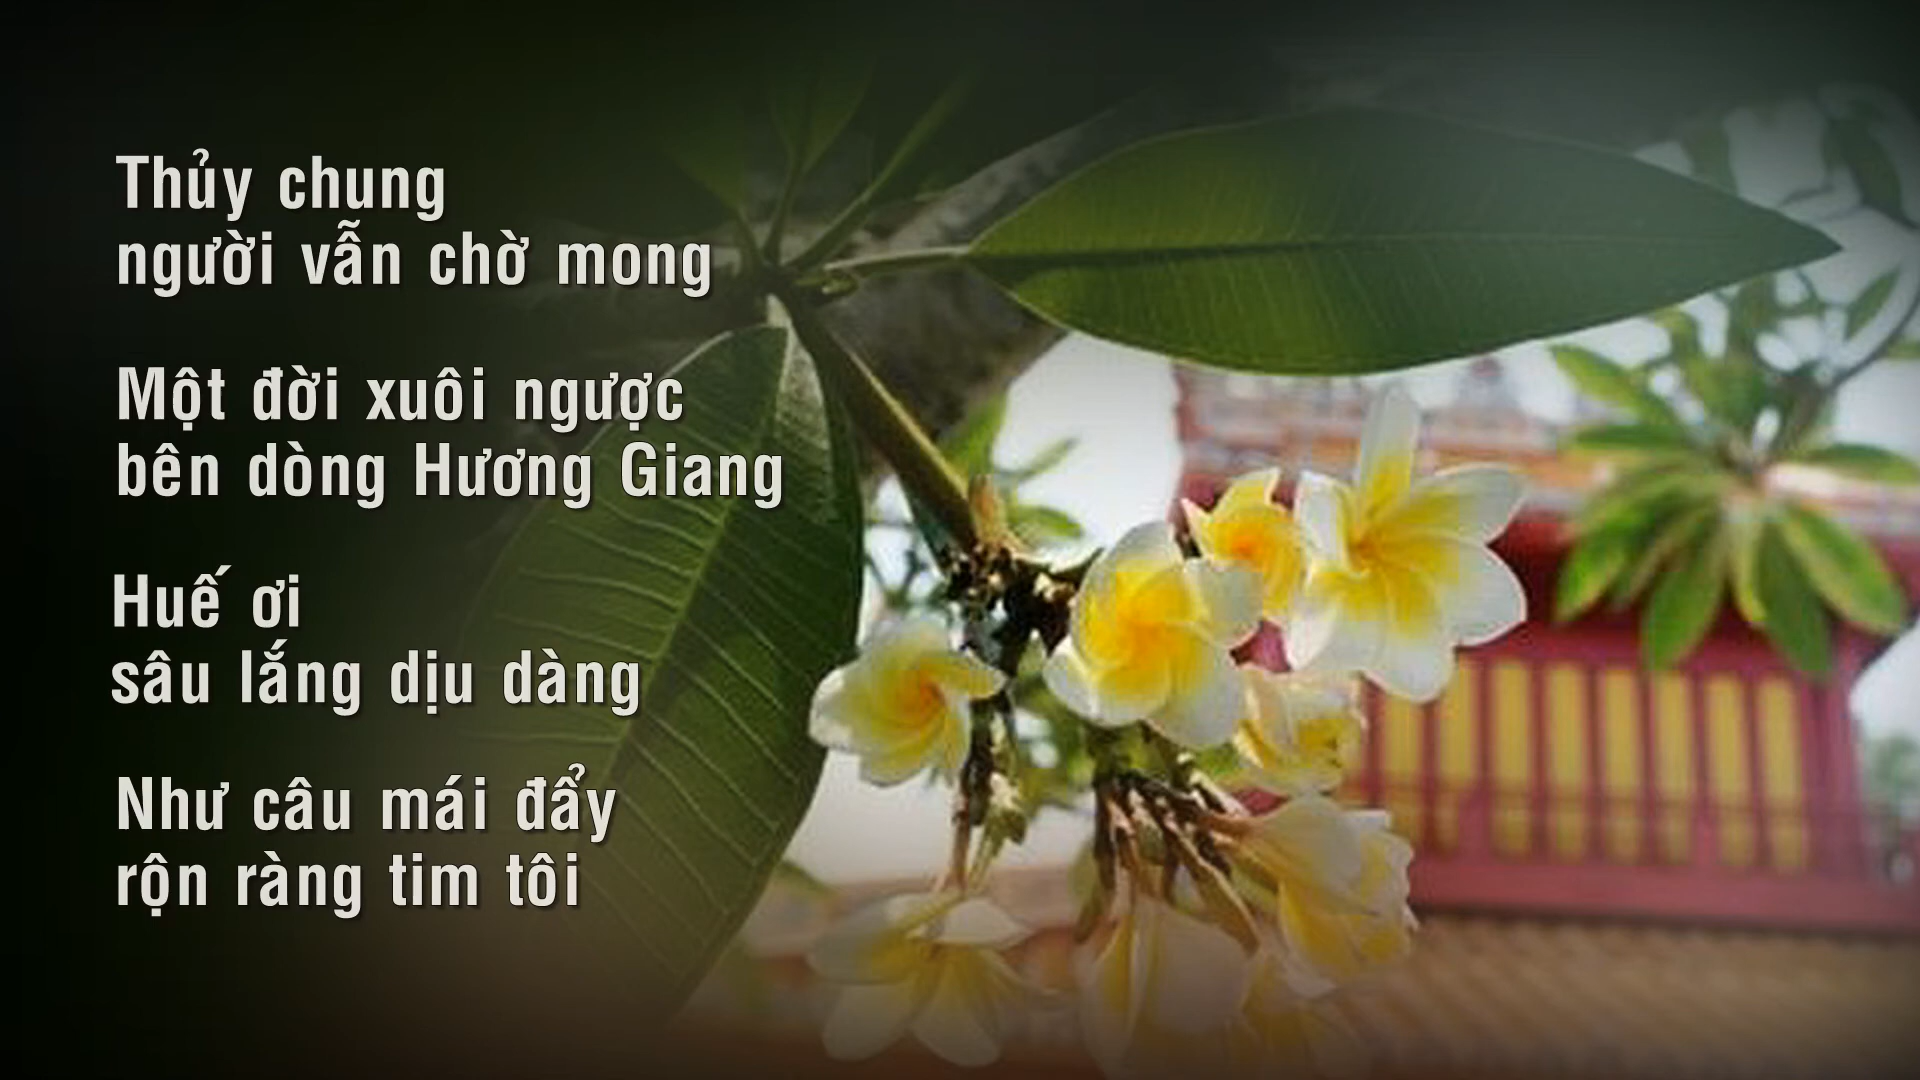 Thủy chung
người vẫn chờ mong
Một đời xuôi ngược
bên dòng Hương Giang
Huế ơi
sâu lắng dịu dàng
Như câu mái đẩy
rộn ràng tim tôi